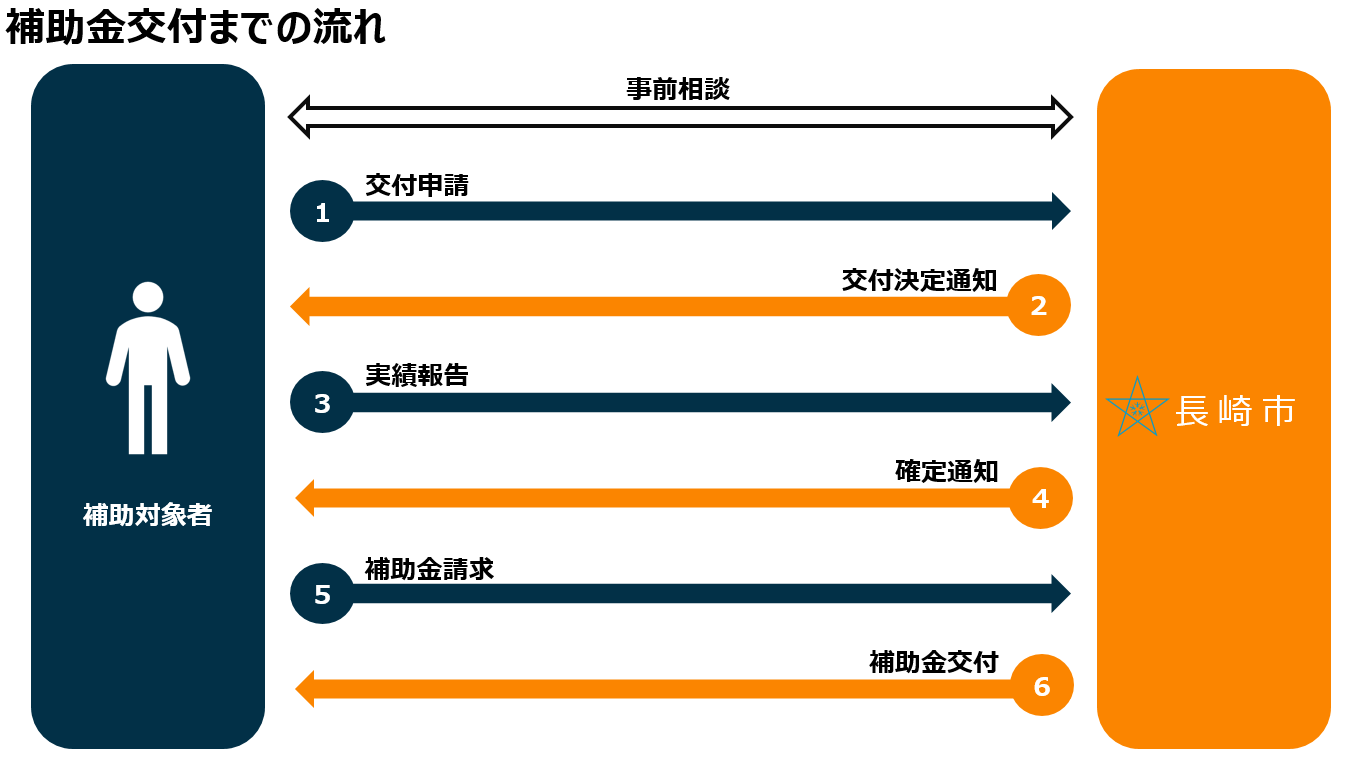 補助金交付までの流れ
事前相談
1
交付申請
交付決定通知
2
3
実績報告
長崎市
確定通知
4
補助対象者
5
補助金請求
補助金交付
6